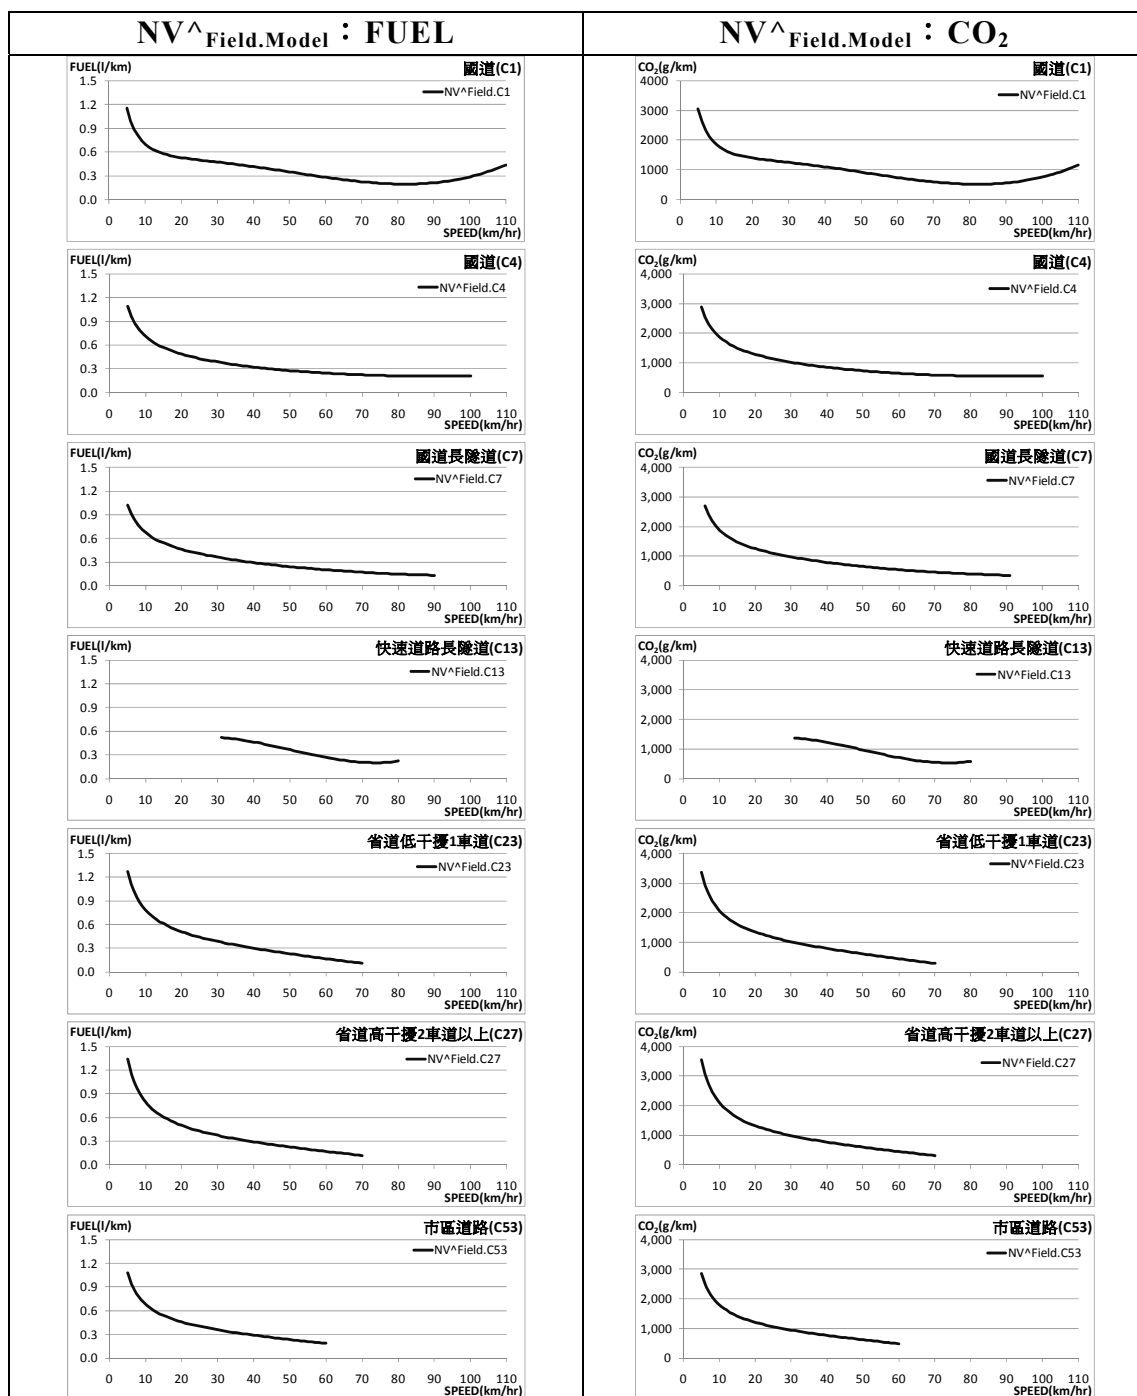 NV^Field.Model：FUEL
NV^Field.Model：CO₂
FUEL(l/km)
國道(C1)
1.5
NV^Field.C1
1.2
0.9
0.6
0.3
0.0
0 10 20 30 40 50 60 70 80 90 100 110
SPEED(km/hr)
CO₂(g/km)
國道(C1)
4000
NV^Field.C1
3000
2000
1000
0
0 10 20 30 40 50 60 70 80 90 100 110
SPEED(km/hr)
FUEL(l/km)
國道(C4)
1.5
NV^Field.C4
1.2
0.9
0.6
0.3
0.0
0 10 20 30 40 50 60 70 80 90 100 110
SPEED(km/hr)
CO₂(g/km)
國道(C4)
4,000
NV^Field.C4
3,000
2,000
1,000
0
0 10 20 30 40 50 60 70 80 90 100 110
SPEED(km/hr)
FUEL(l/km)
國道長隧道(C7)
1.5
NV^Field.C7
1.2
0.9
0.6
0.3
0.0
0 10 20 30 40 50 60 70 80 90 100 110
SPEED(km/hr)
CO₂(g/km)
國道長隧道(C7)
4,000
NV^Field.C7
3,000
2,000
1,000
0
0 10 20 30 40 50 60 70 80 90 100 110
SPEED(km/hr)
FUEL(l/km)
快速道路長隧道(C13)
1.5
NV^Field.C13
1.2
0.9
0.6
0.3
0.0
0 10 20 30 40 50 60 70 80 90 100 110
SPEED(km/hr)
CO₂(g/km)
快速道路長隧道(C13)
4,000
NV^Field.C13
3,000
2,000
1,000
0
0 10 20 30 40 50 60 70 80 90 100 110
SPEED(km/hr)
FUEL(l/km)
省道低干擾1車道(C23)
1.5
NV^Field.C23
1.2
0.9
0.6
0.3
0.0
0 10 20 30 40 50 60 70 80 90 100 110
SPEED(km/hr)
CO₂(g/km)
省道低干擾1車道(C23)
4,000
NV^Field.C23
3,000
2,000
1,000
0
0 10 20 30 40 50 60 70 80 90 100 110
SPEED(km/hr)
FUEL(l/km)
省道高干擾2車道以上(C27)
1.5
NV^Field.C27
1.2
0.9
0.6
0.3
0.0
0 10 20 30 40 50 60 70 80 90 100 110
SPEED(km/hr)
CO₂(g/km)
省道高干擾2車道以上(C27)
4,000
NV^Field.C27
3,000
2,000
1,000
0
0 10 20 30 40 50 60 70 80 90 100 110
SPEED(km/hr)
FUEL(l/km)
市區道路(C53)
1.5
NV^Field.C53
1.2
0.9
0.6
0.3
0.0
0 10 20 30 40 50 60 70 80 90 100 110
SPEED(km/hr)
CO₂(g/km)
市區道路(C53)
4,000
NV^Field.C53
3,000
2,000
1,000
0
0 10 20 30 40 50 60 70 80 90 100 110
SPEED(km/hr)